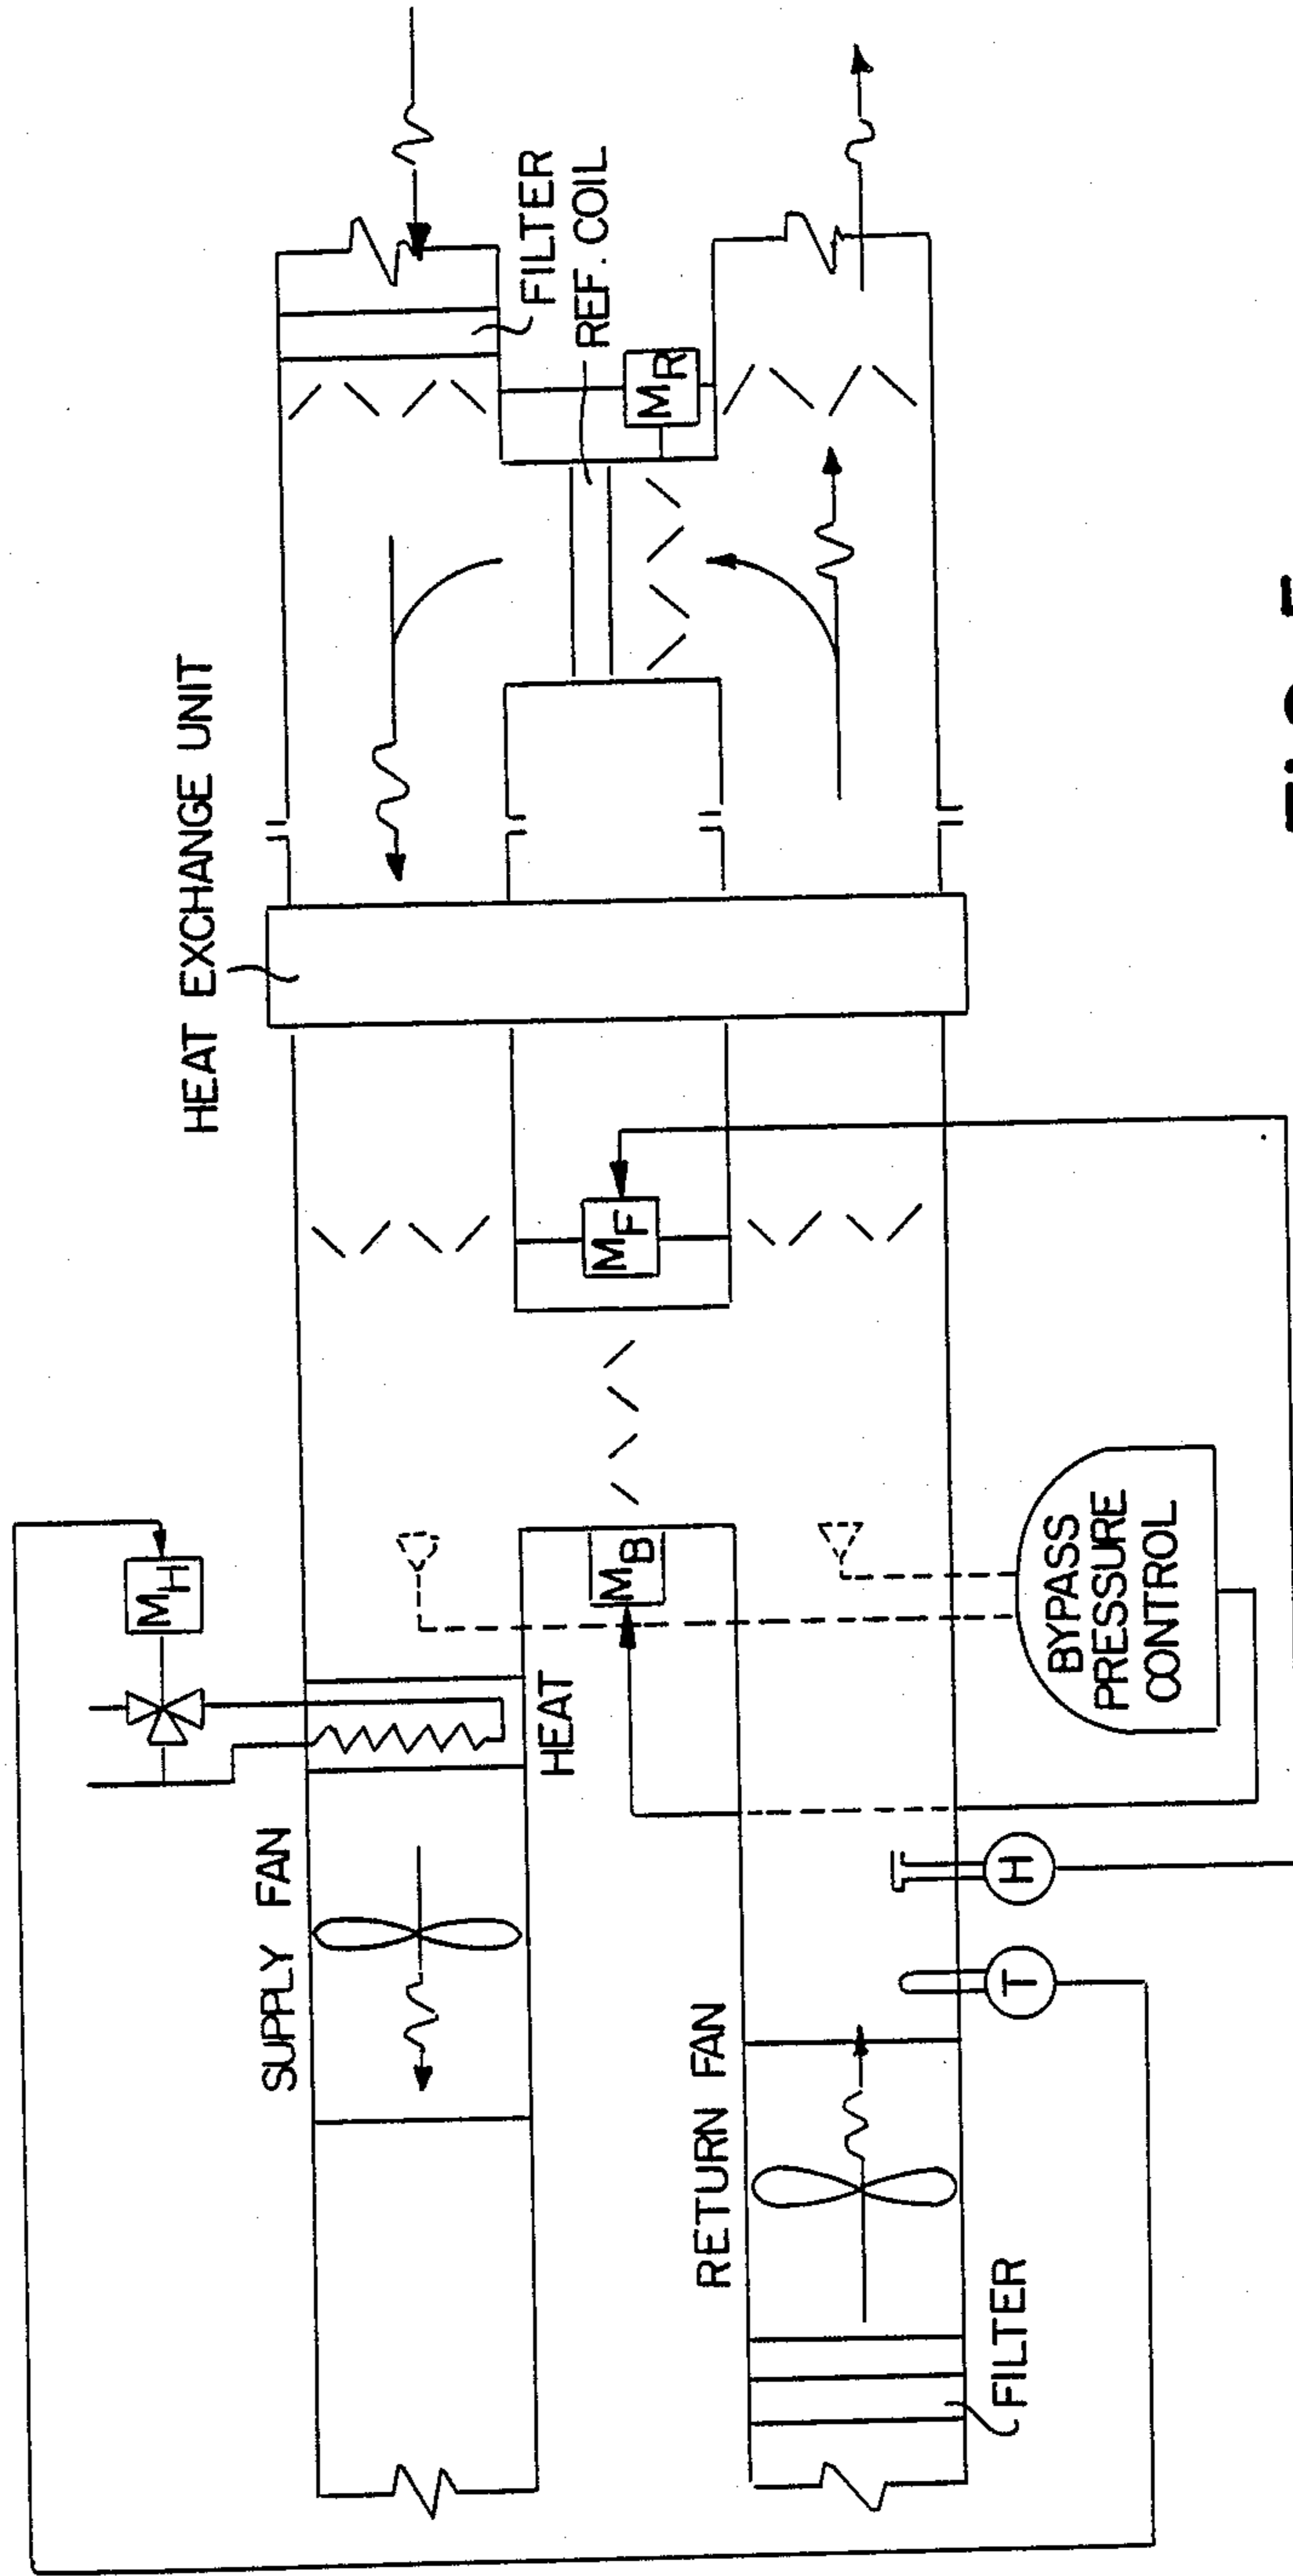 HEAT EXCHANGE UNIT
FILTER
REF. COIL
M_R
M_F
M_H
M_B
HEAT
SUPPLY FAN
RETURN FAN
FILTER
BYPASS
PRESSURE
CONTROL
H
T